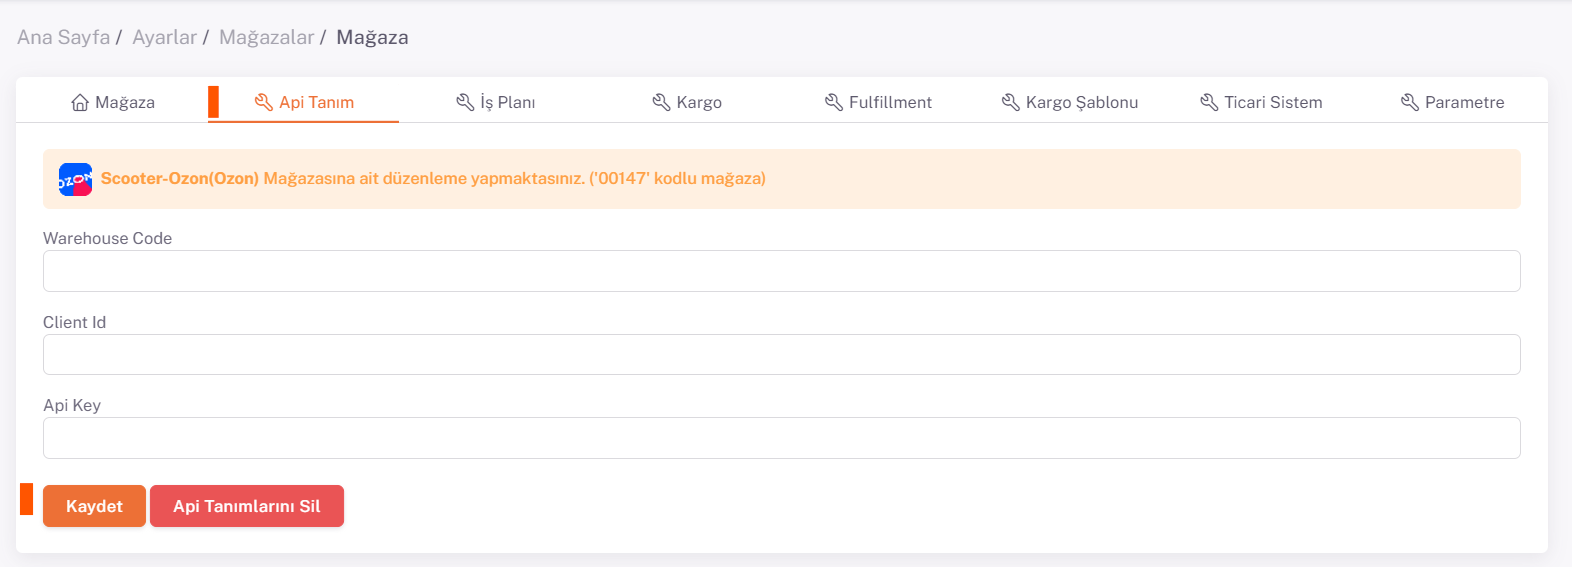 Ana Sayfa / Ayarlar / Mağazalar / Mağaza
Mağaza Api Tanım İş Planı Kargo Fulfillment Kargo Şablonu Ticari Sistem Parametre
OZON Scooter-Ozon(Ozon) Mağazasına ait düzenleme yapmaktasınız. ('00147' kodlu mağaza)
Warehouse Code
Client Id
Api Key
Kaydet Api Tanımlarını Sil